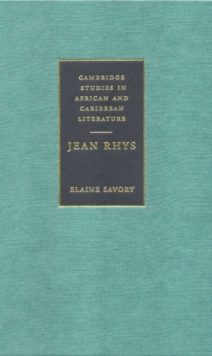 CAMBRIDGE
STUDIES IN
AFRICAN AND
CARIBBEAN
LITERATURE
JEAN RHYS
ELAINE SAVORY